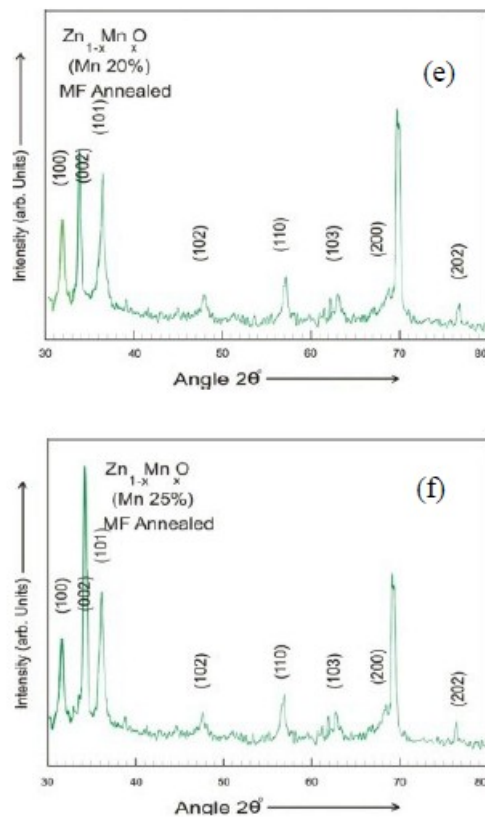 Zn₁₋ₓMnₓO
(e)
(Mn 20%)
MF Annealed
(101)
(100)
(002)
(102)
(110)
(103)
(200)
(202)
Intensity (arb. Units)
30 40 50 60 70 80
Angle 2θ°
Zn₁₋ₓMnₓO
(f)
(Mn 25%)
MF Annealed
(101)
(100)
(002)
(102)
(110)
(103)
(200)
(202)
Intensity (arb. Units)
30 40 50 60 70 80
Angle 2θ°